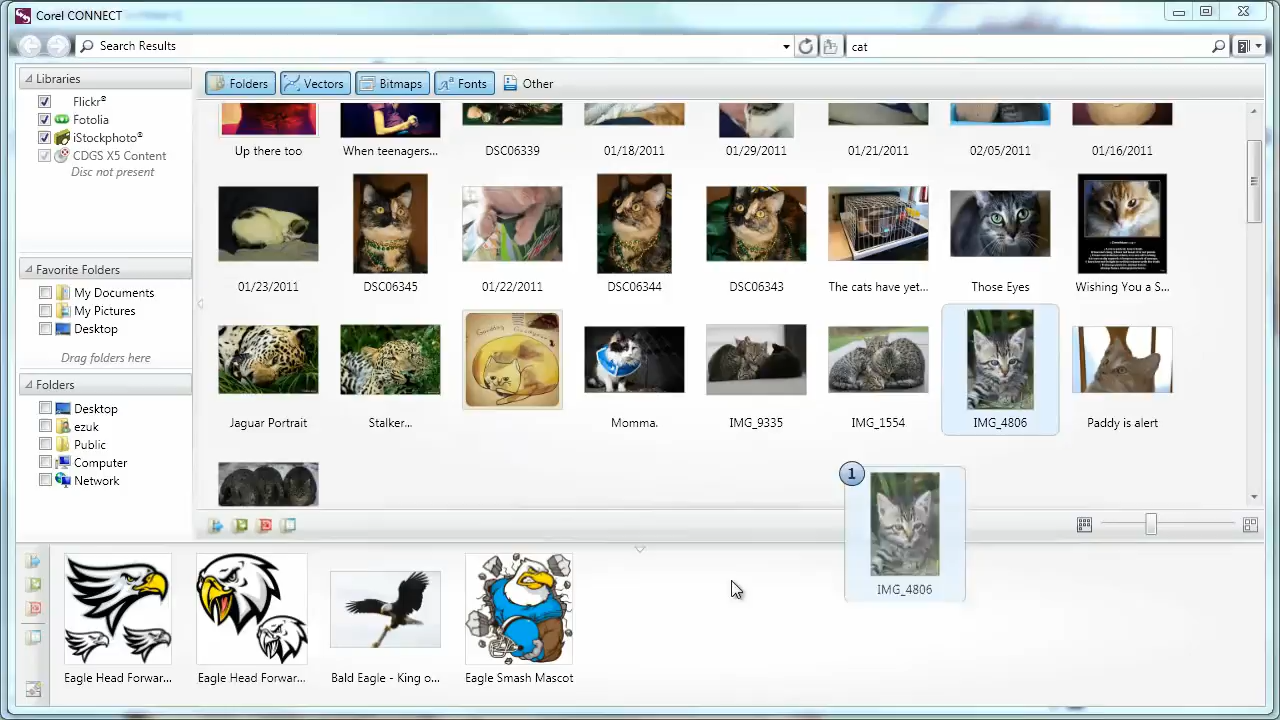 Corel CONNECT
Search Results
cat
Libraries
Flickr®
Fotolia
iStockphoto®
CDGS X5 Content
Disc not present
Favorite Folders
My Documents
My Pictures
Desktop
Drag folders here
Folders
Desktop
ezuk
Public
Computer
Network
Folders Vectors Bitmaps Fonts Other
Up there too When teenagers... DSC06339 01/18/2011 01/29/2011 01/21/2011 02/05/2011 01/16/2011
01/23/2011 DSC06345 01/22/2011 DSC06344 DSC06343 The cats have yet... Those Eyes Wishing You a S...
Jaguar Portrait Stalker... Momma. IMG_9335 IMG_1554 IMG_4806 Paddy is alert
1
IMG_4806
Eagle Head Forwar... Eagle Head Forwar... Bald Eagle - King o... Eagle Smash Mascot